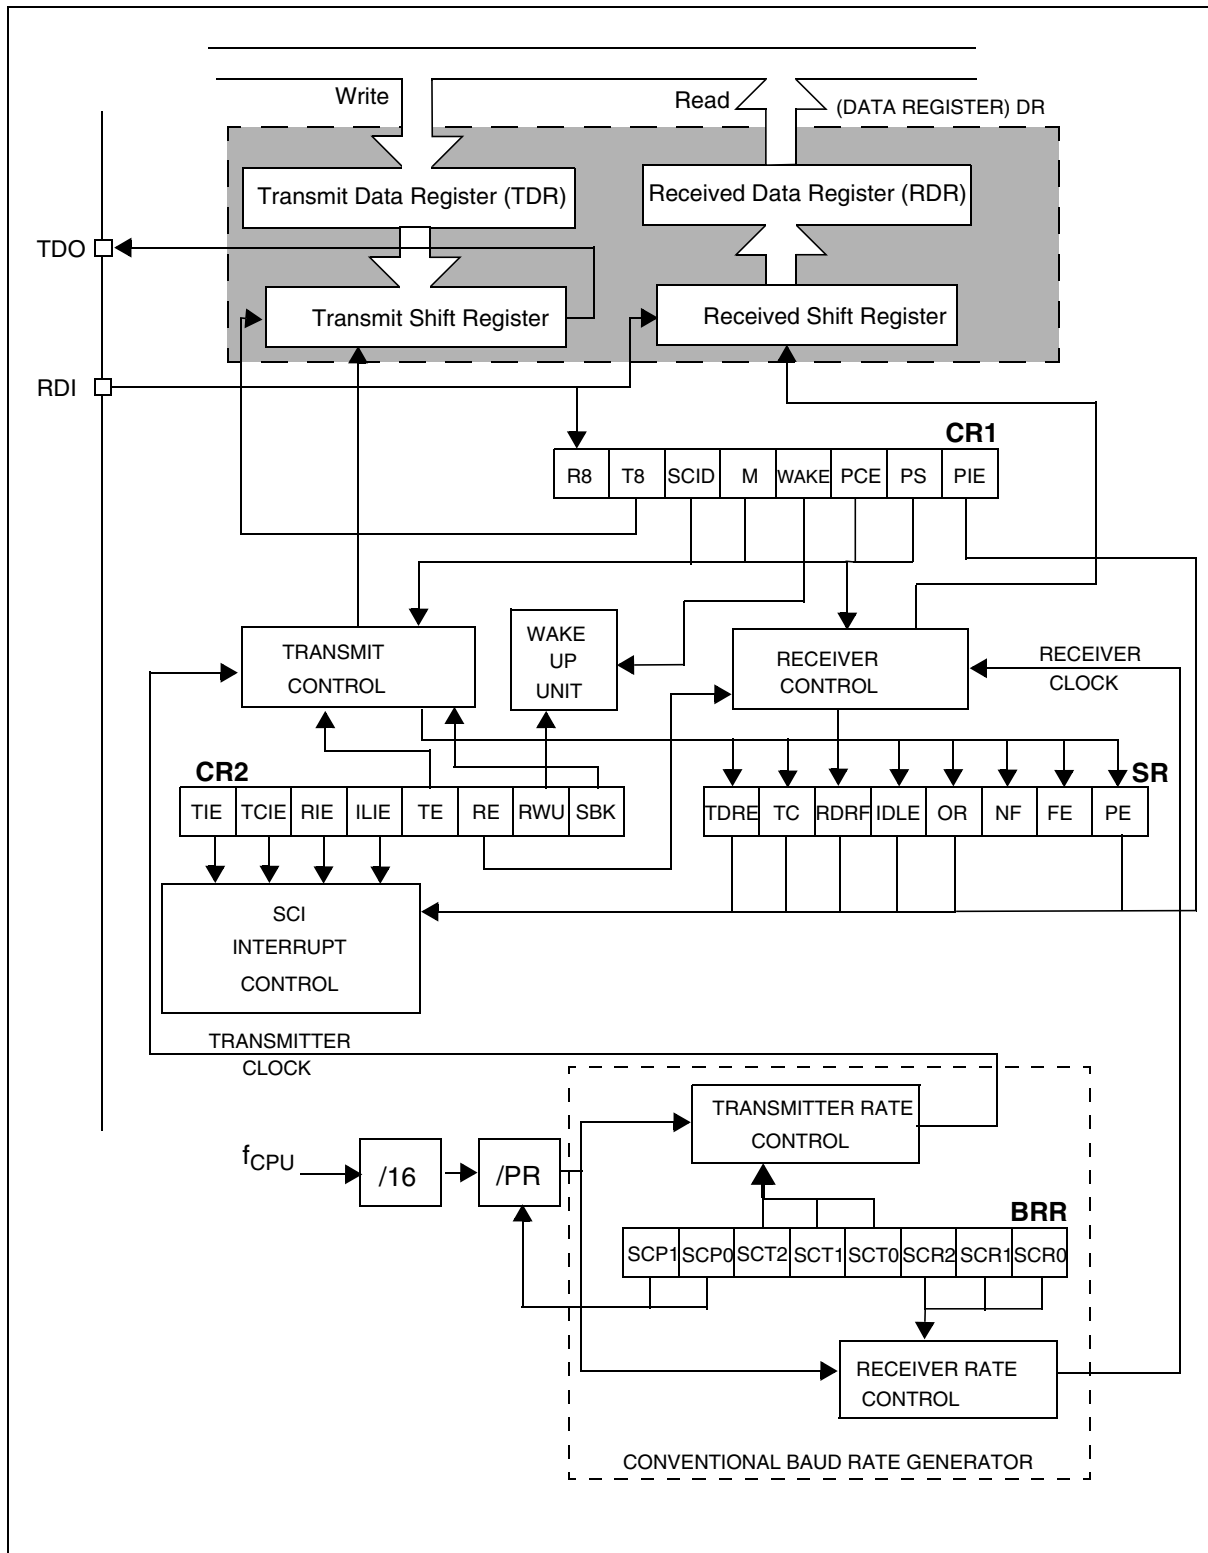 Write
Read
(DATA REGISTER) DR
Transmit Data Register (TDR)
Received Data Register (RDR)
TDO
Transmit Shift Register
Received Shift Register
RDI
CR1
R8 T8 SCID M WAKE PCE PS PIE
TRANSMIT
CONTROL
WAKE
UP
UNIT
RECEIVER
CONTROL
RECEIVER
CLOCK
CR2
TIE TCIE RIE ILIE TE RE RWU SBK
SR
TDRE TC RDRF IDLE OR NF FE PE
SCI
INTERRUPT
CONTROL
TRANSMITTER
CLOCK
TRANSMITTER RATE
CONTROL
fCPU
/16
/PR
BRR
SCP1 SCP0 SCT2 SCT1 SCT0 SCR2 SCR1 SCR0
RECEIVER RATE
CONTROL
CONVENTIONAL BAUD RATE GENERATOR